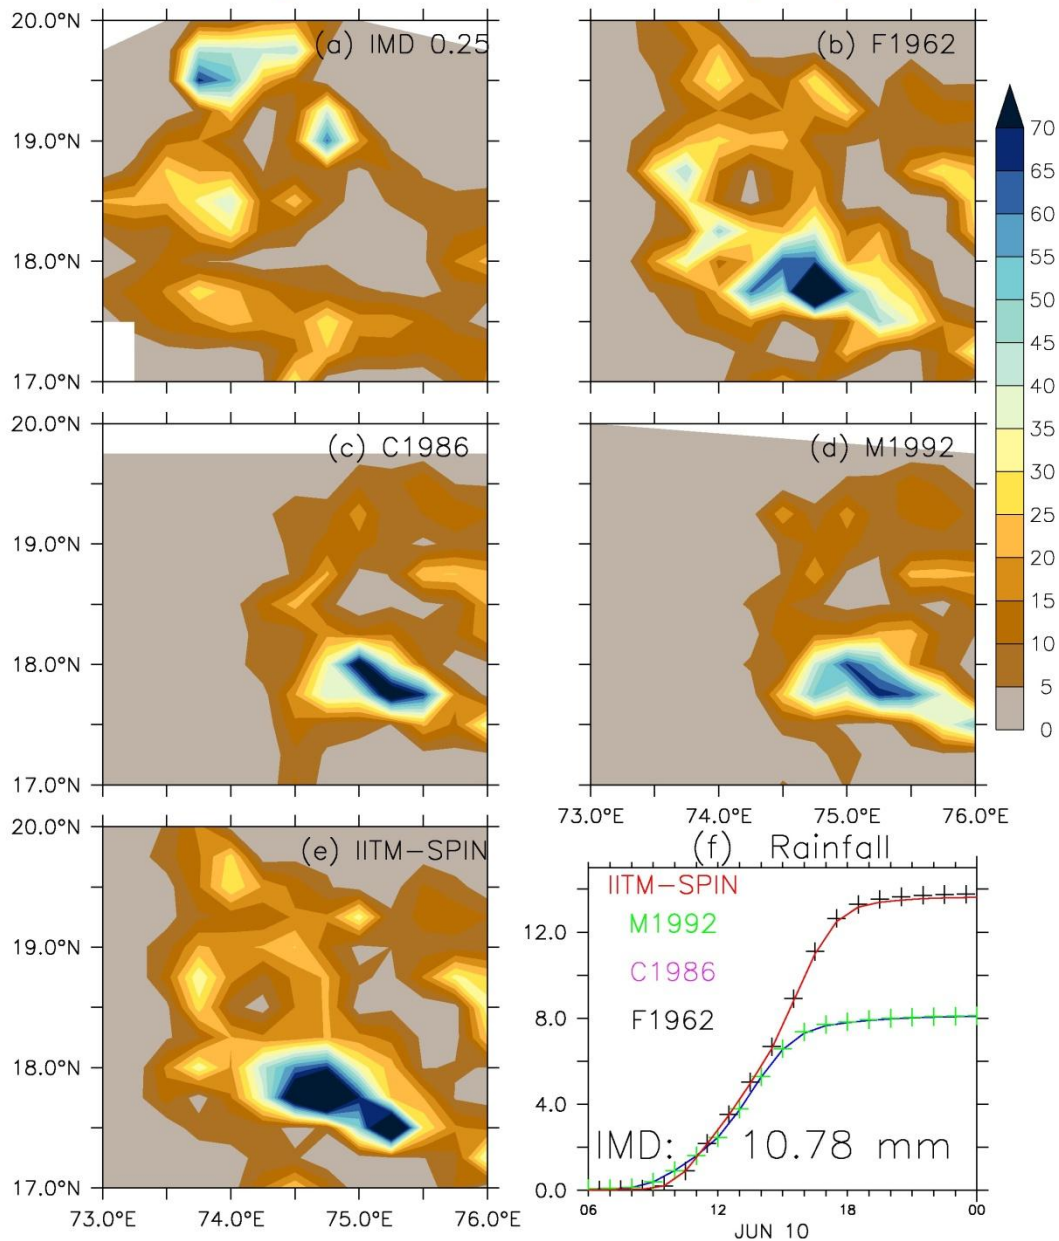 20.0°N
19.0°N
18.0°N
17.0°N
(a) IMD 0.25
(b) F1962
70
65
60
55
50
45
40
35
30
25
20
15
10
5
0
20.0°N
19.0°N
18.0°N
17.0°N
(c) C1986
(d) M1992
73.0°E 74.0°E 75.0°E 76.0°E
20.0°N
19.0°N
18.0°N
17.0°N
(e) IITM-SPIN
73.0°E 74.0°E 75.0°E 76.0°E
(f) Rainfall
IITM-SPIN
M1992
C1986
F1962
12.0
8.0
4.0
0.0
IMD: 10.78 mm
06 12 18 00
JUN 10